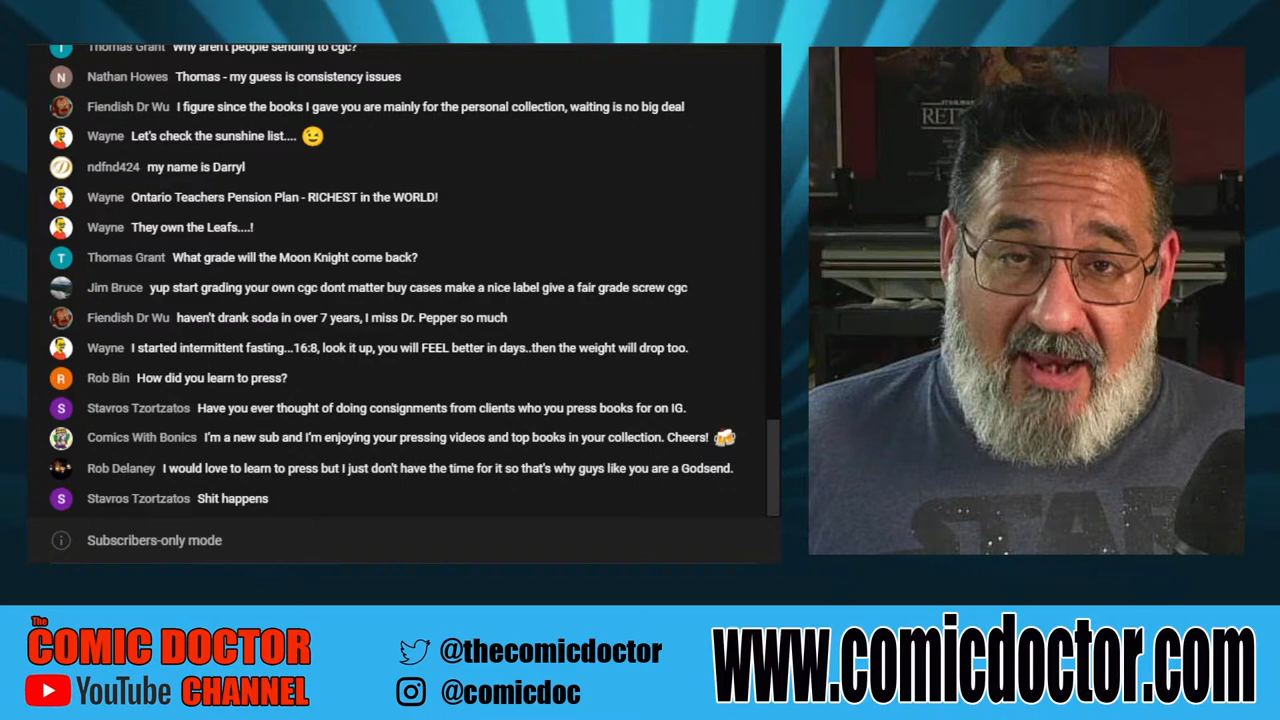 Thomas Grant Why aren't people sending to cgc?
N Nathan Howes Thomas - my guess is consistency issues
Fiendish Dr Wu I figure since the books I gave you are mainly for the personal collection, waiting is no big deal
Wayne Let's check the sunshine list.... 😉
D ndfnd424 my name is Darryl
Wayne Ontario Teachers Pension Plan - RICHEST in the WORLD!
Wayne They own the Leafs....!
T Thomas Grant What grade will the Moon Knight come back?
Jim Bruce yup start grading your own cgc dont matter buy cases make a nice label give a fair grade screw cgc
Fiendish Dr Wu haven't drank soda in over 7 years, I miss Dr. Pepper so much
Wayne I started intermittent fasting...16:8, look it up, you will FEEL better in days..then the weight will drop too.
R Rob Bin How did you learn to press?
S Stavros Tzortzatos Have you ever thought of doing consignments from clients who you press books for on IG.
Comics With Bonics I'm a new sub and I'm enjoying your pressing videos and top books in your collection. Cheers! 🍻
Rob Delaney I would love to learn to press but I just don't have the time for it so that's why guys like you are a Godsend.
S Stavros Tzortzatos Shit happens
Subscribers-only mode
STAR
The
COMIC DOCTOR
YouTube CHANNEL
@thecomicdoctor
@comicdoc
www.comicdoctor.com